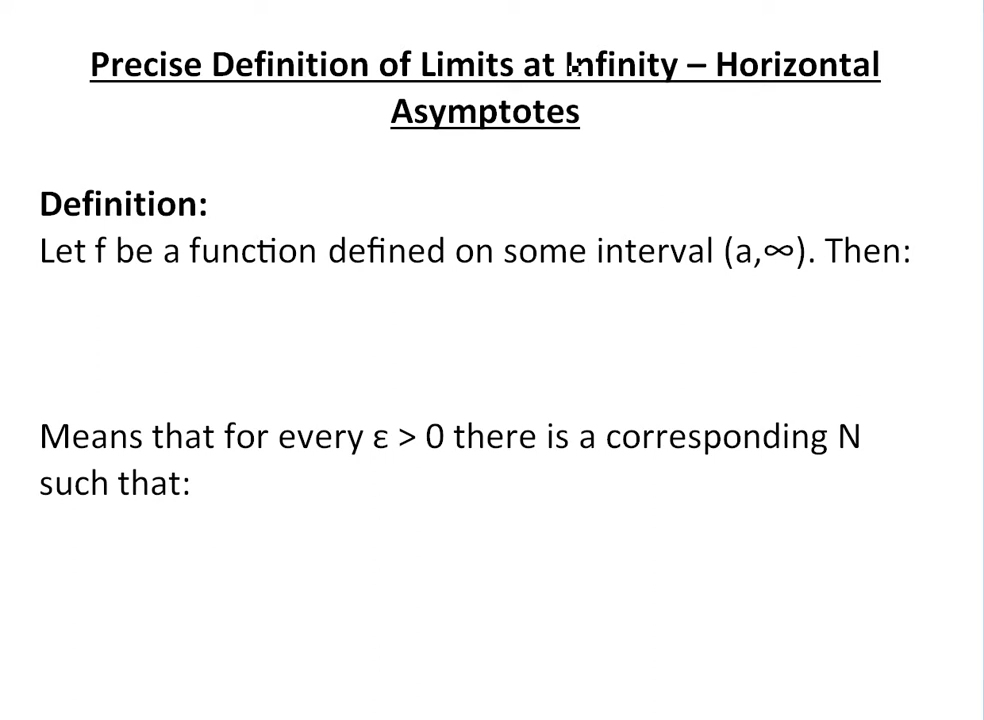 Precise Definition of Limits at Infinity – Horizontal
Asymptotes
Definition:
Let f be a function defined on some interval (a,∞). Then:
Means that for every ε > 0 there is a corresponding N
such that: